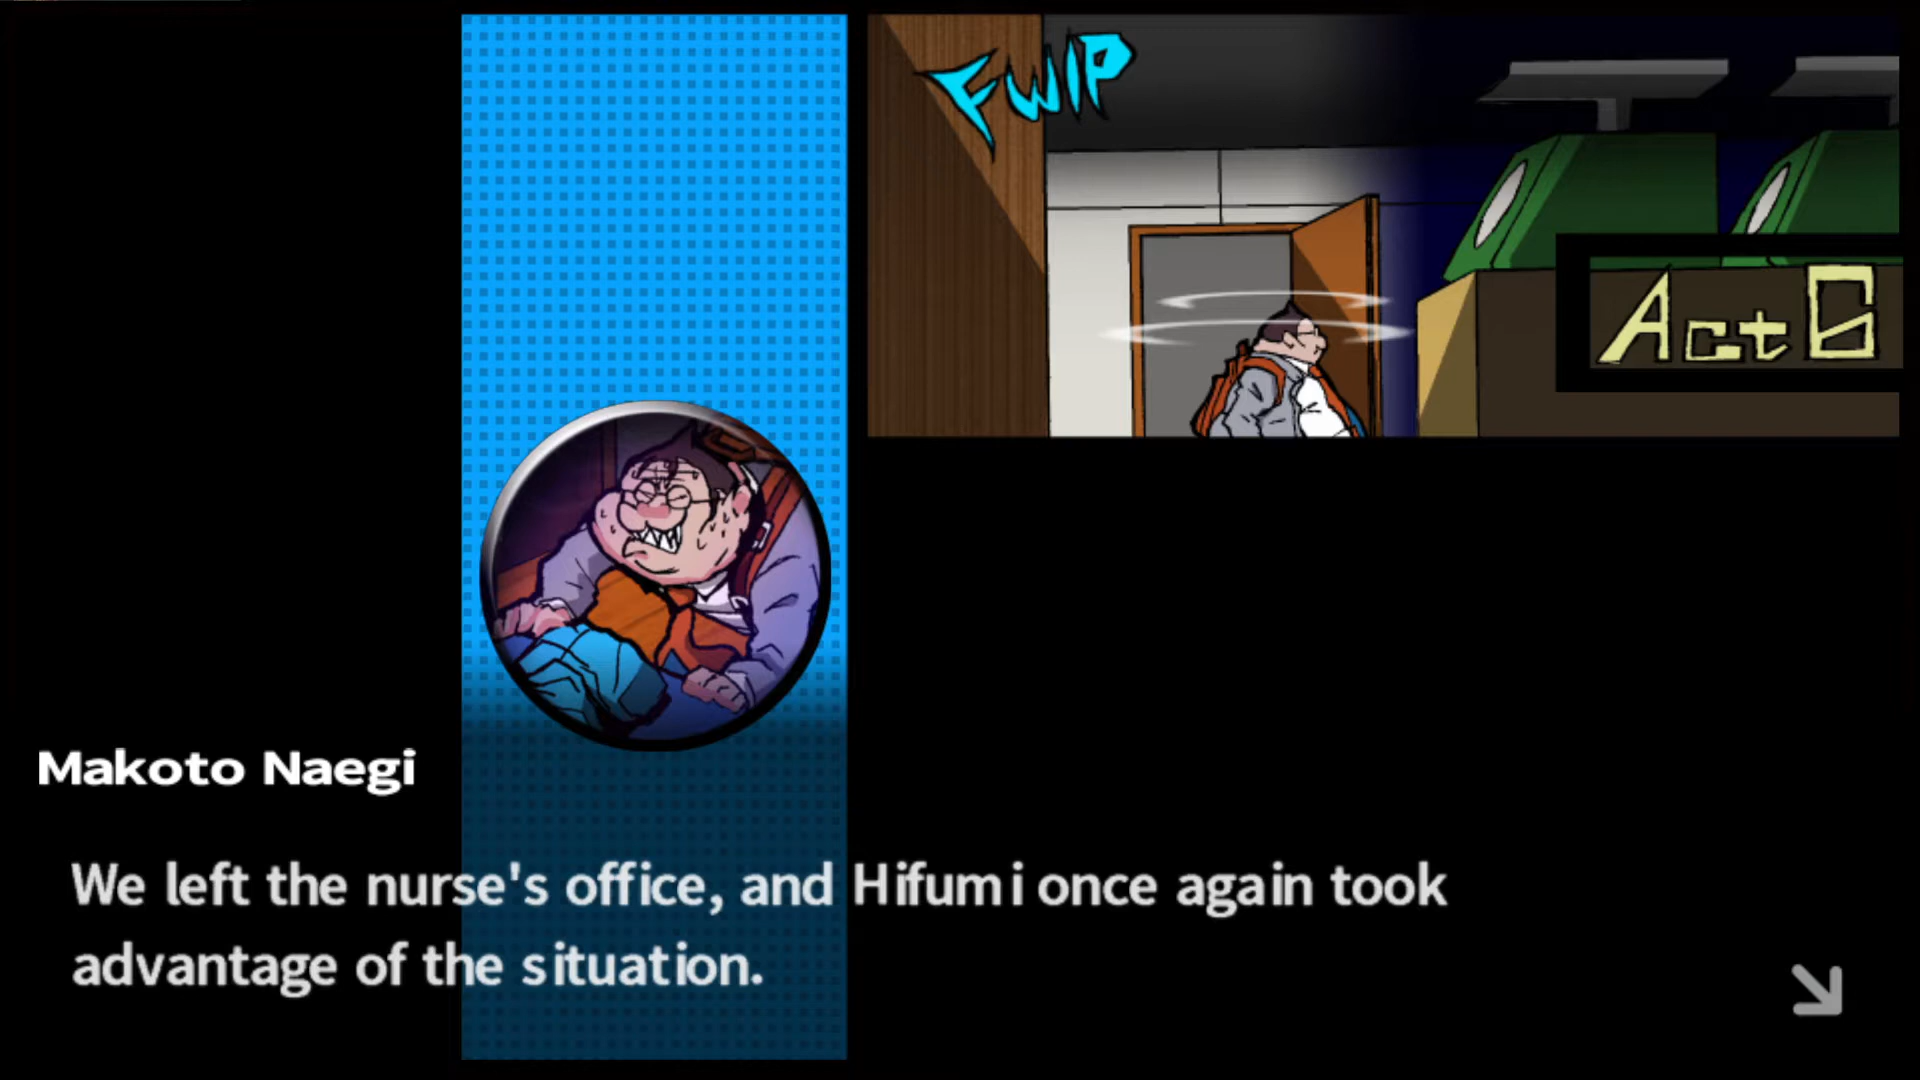 FWIP
Act 6
Makoto Naegi
We left the nurse's office, and Hifumi once again took
advantage of the situation.